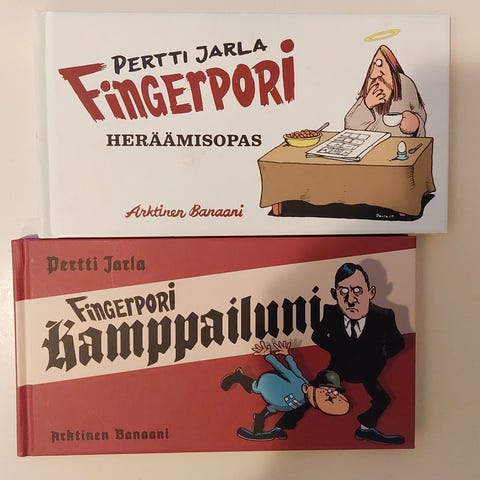 PERTTI JARLA
FINGERPORI
HERÄÄMISOPAS
Arktinen Banaani
Pertti Jarla
FINGERPORI
Kamppailuni
Arktinen Banaani